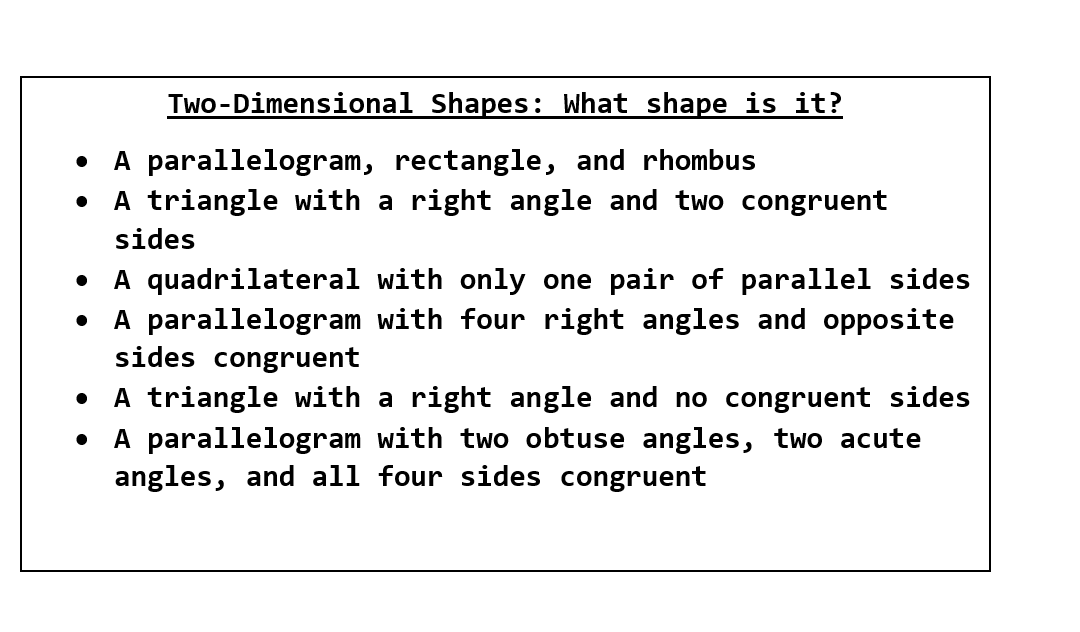 Two-Dimensional Shapes: What shape is it?
• A parallelogram, rectangle, and rhombus
• A triangle with a right angle and two congruent
sides
• A quadrilateral with only one pair of parallel sides
• A parallelogram with four right angles and opposite
sides congruent
• A triangle with a right angle and no congruent sides
• A parallelogram with two obtuse angles, two acute
angles, and all four sides congruent